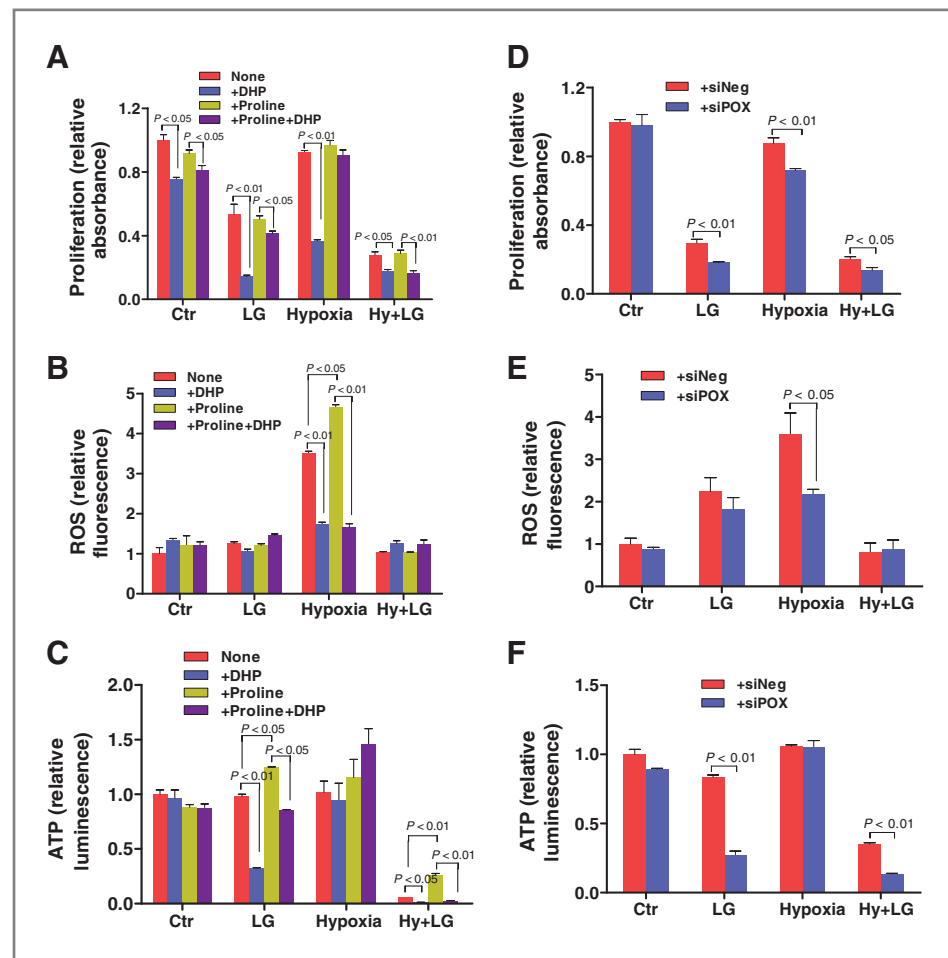 A
None
+DHP
+Proline
+Proline+DHP
Proliferation (relative
absorbance)
1.2
0.8
0.4
0.0
P < 0.05
P < 0.05
P < 0.01
P < 0.05
P < 0.01
P < 0.05
P < 0.01
Ctr LG Hypoxia Hy+LG
B
None
+DHP
+Proline
+Proline+DHP
ROS (relative
fluorescence)
5
4
3
2
1
0
P < 0.05
P < 0.01
P < 0.01
Ctr LG Hypoxia Hy+LG
C
None
+DHP
+Proline
+Proline+DHP
ATP (relative
luminescence)
2.0
1.5
1.0
0.5
0.0
P < 0.05
P < 0.05
P < 0.01
P < 0.01
P < 0.01
P < 0.05
Ctr LG Hypoxia Hy+LG
D
+siNeg
+siPOX
Proliferation (relative
absorbance)
1.2
0.8
0.4
0.0
P < 0.01
P < 0.01
P < 0.05
Ctr LG Hypoxia Hy+LG
E
+siNeg
+siPOX
ROS (relative
fluorescence)
5
4
3
2
1
0
P < 0.05
Ctr LG Hypoxia Hy+LG
F
+siNeg
+siPOX
ATP (relative
luminescence)
1.5
1.0
0.5
0.0
P < 0.01
P < 0.01
Ctr LG Hypoxia Hy+LG